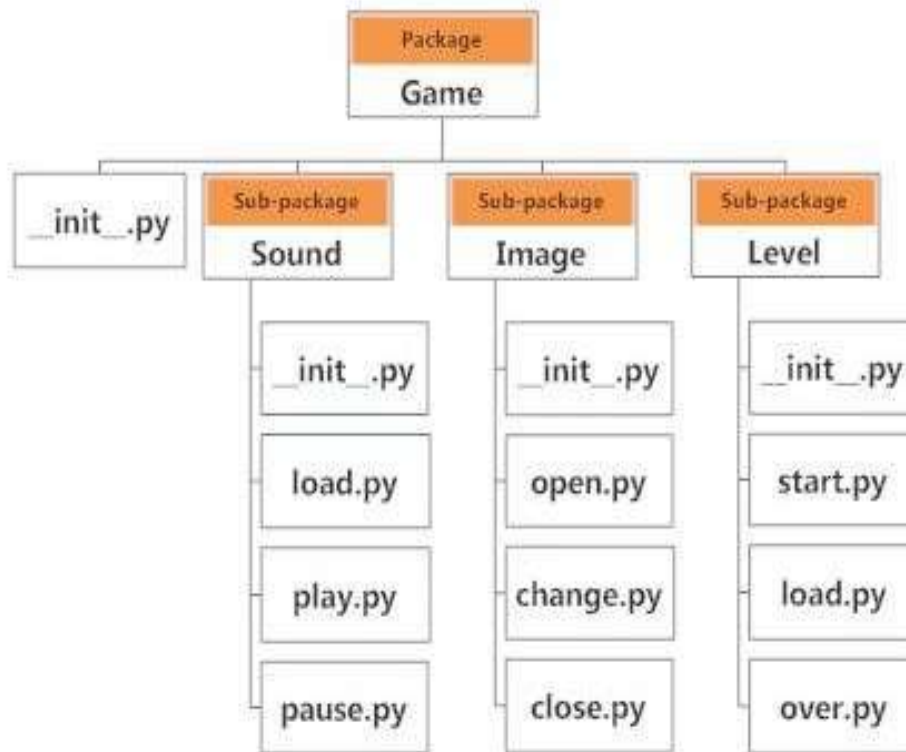 Package
Game
__init__.py
Sub-package
Sound
Sub-package
Image
Sub-package
Level
__init__.py
load.py
play.py
pause.py
__init__.py
open.py
change.py
close.py
__init__.py
start.py
load.py
over.py